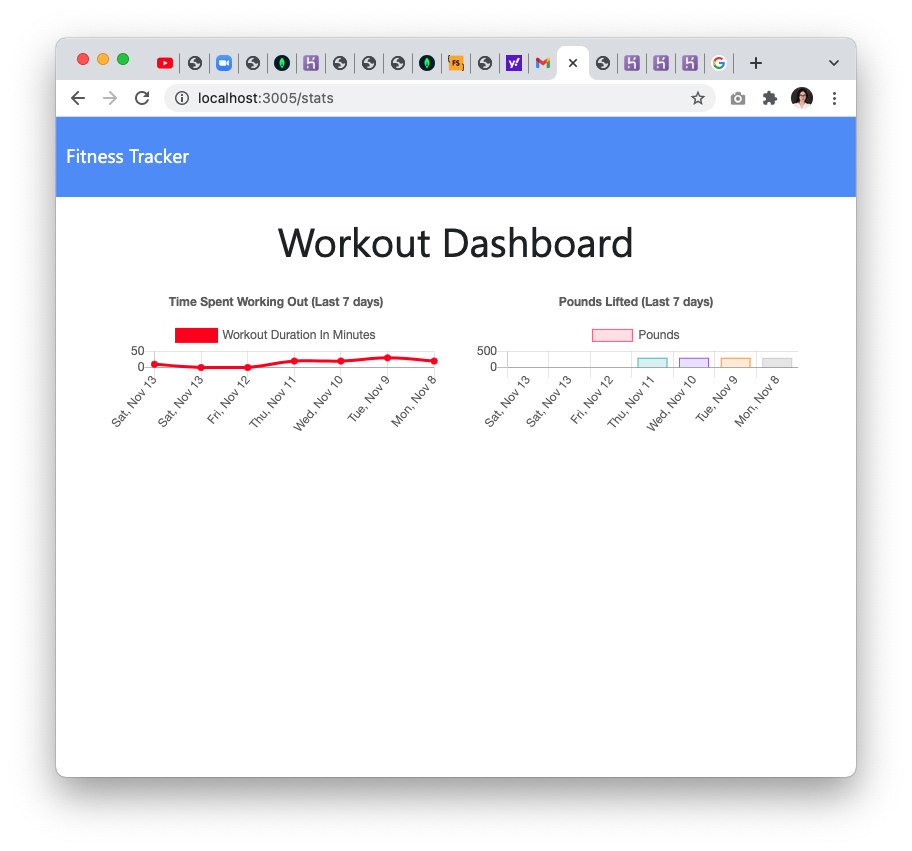 FS
y!
G
localhost:3005/stats
Fitness Tracker
Workout Dashboard
Time Spent Working Out (Last 7 days)
Workout Duration In Minutes
50
0
Sat, Nov 13
Sat, Nov 13
Fri, Nov 12
Thu, Nov 11
Wed, Nov 10
Tue, Nov 9
Mon, Nov 8
Pounds Lifted (Last 7 days)
Pounds
500
0
Sat, Nov 13
Sat, Nov 13
Fri, Nov 12
Thu, Nov 11
Wed, Nov 10
Tue, Nov 9
Mon, Nov 8